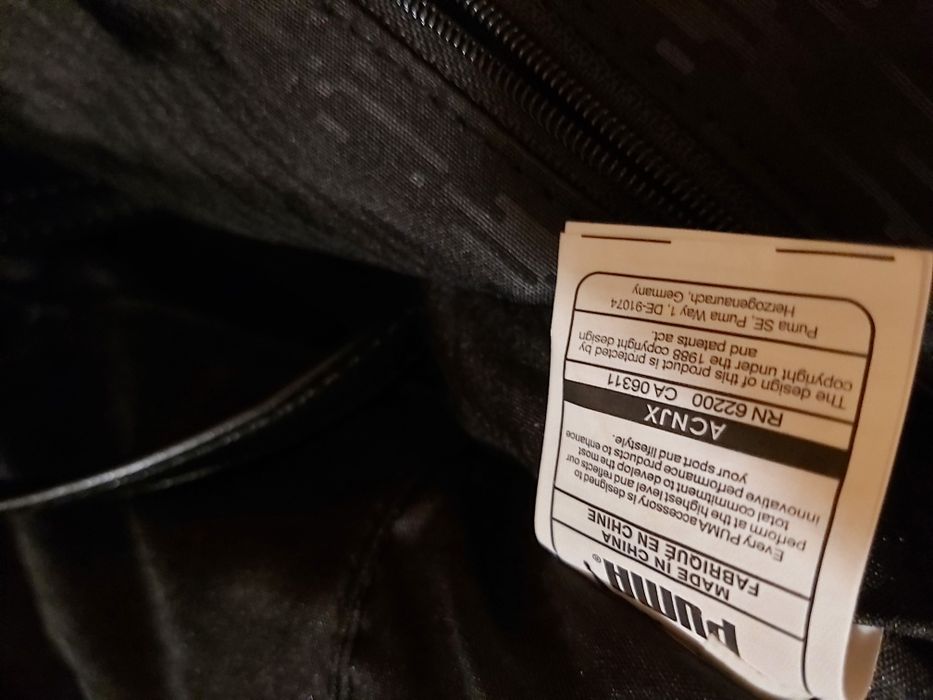 PUMA®
MADE IN CHINA
FABRIQUÉ EN CHINE
Every PUMA accessory is designed to
perform at the highest level and reflects our
total commitment to develop the most
innovative performance products to enhance
your sport and lifestyle.
ACNJX
RN 62200 CA 06311
The design of this product is protected by
copyright under the 1988 copyright design
and patents act.
Puma SE, Puma Way 1, DE-91074
Herzogenaurach, Germany